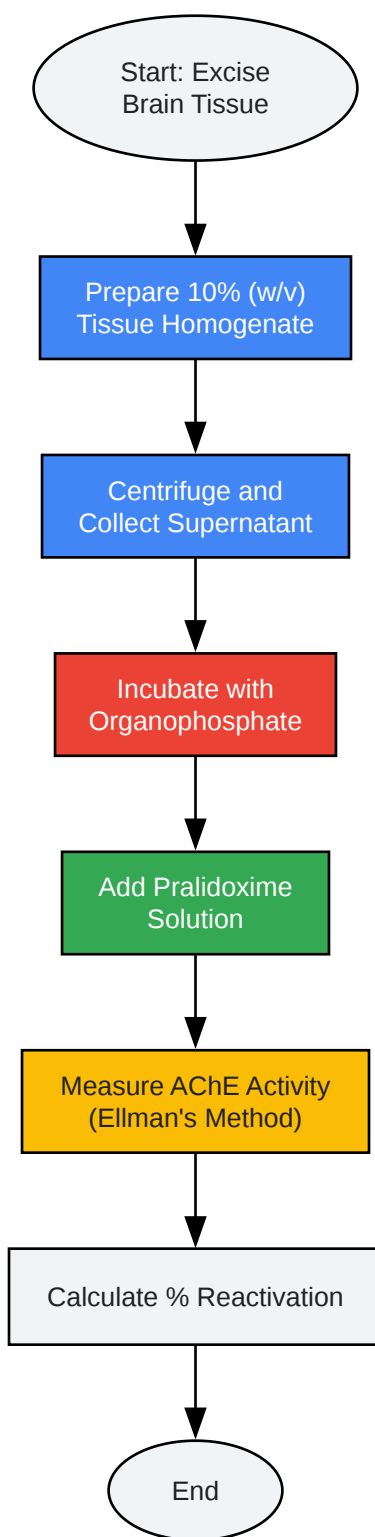 Start: Excise
Brain Tissue
Prepare 10% (w/v)
Tissue Homogenate
Centrifuge and
Collect Supernatant
Incubate with
Organophosphate
Add Pralidoxime
Solution
Measure AChE Activity
(Ellman's Method)
Calculate % Reactivation
End